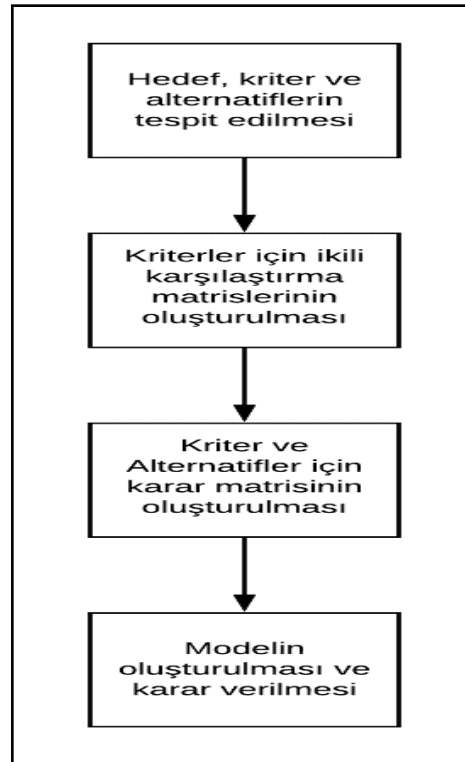 Hedef, kriter ve
alternatiflerin
tespit edilmesi
Kriterler için ikili
karşılaştırma
matrislerinin
oluşturulması
Kriter ve
Alternatifler için
karar matrisinin
oluşturulması
Modelin
oluşturulması ve
karar verilmesi